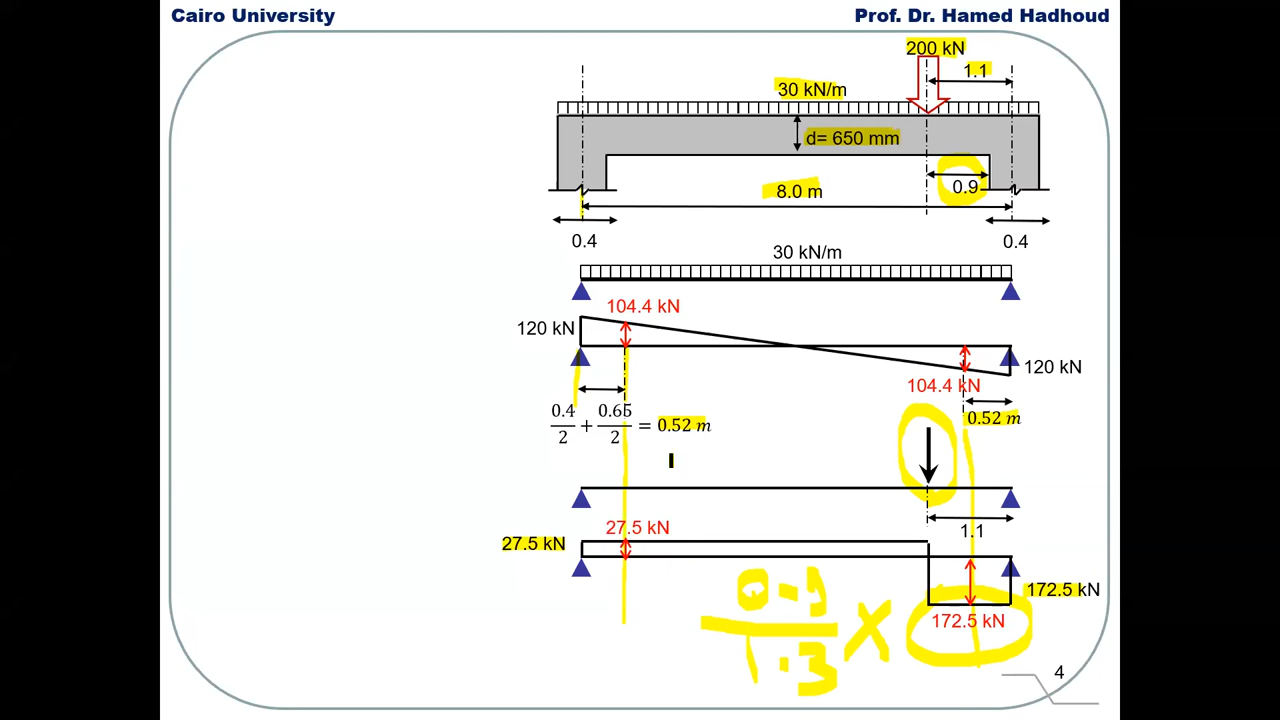 Cairo University
Prof. Dr. Hamed Hadhoud
200 kN
1.1
30 kN/m
d= 650 mm
0.9
8.0 m
0.4
0.4
30 kN/m
104.4 kN
120 kN
120 kN
104.4 kN
0.4/2 + 0.65/2 = 0.52 m
0.52 m
1.1
27.5 kN
27.5 kN
172.5 kN
172.5 kN
0.9/1.3 ×
4